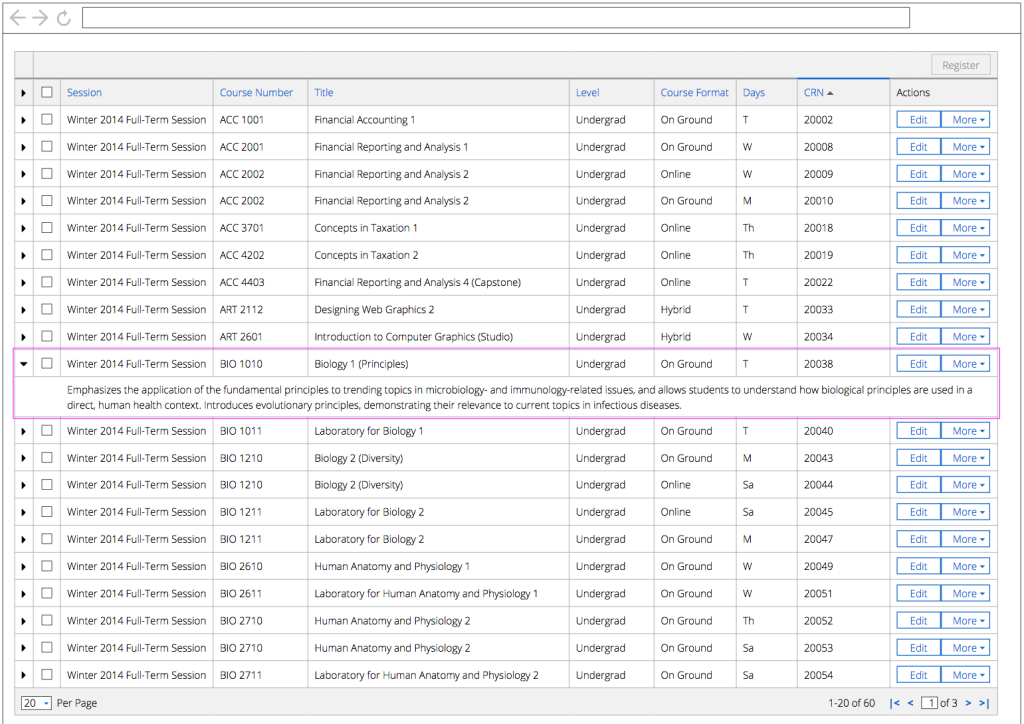 Register
Session Course Number Title Level Course Format Days CRN Actions
Winter 2014 Full-Term Session ACC 1001 Financial Accounting 1 Undergrad On Ground T 20002 Edit More
Winter 2014 Full-Term Session ACC 2001 Financial Reporting and Analysis 1 Undergrad On Ground W 20008 Edit More
Winter 2014 Full-Term Session ACC 2002 Financial Reporting and Analysis 2 Undergrad Online W 20009 Edit More
Winter 2014 Full-Term Session ACC 2002 Financial Reporting and Analysis 2 Undergrad On Ground M 20010 Edit More
Winter 2014 Full-Term Session ACC 3701 Concepts in Taxation 1 Undergrad Online Th 20018 Edit More
Winter 2014 Full-Term Session ACC 4202 Concepts in Taxation 2 Undergrad Online Th 20019 Edit More
Winter 2014 Full-Term Session ACC 4403 Financial Reporting and Analysis 4 (Capstone) Undergrad Online T 20022 Edit More
Winter 2014 Full-Term Session ART 2112 Designing Web Graphics 2 Undergrad Hybrid T 20033 Edit More
Winter 2014 Full-Term Session ART 2601 Introduction to Computer Graphics (Studio) Undergrad Hybrid W 20034 Edit More
Winter 2014 Full-Term Session BIO 1010 Biology 1 (Principles) Undergrad On Ground T 20038 Edit More
Emphasizes the application of the fundamental principles to trending topics in microbiology- and immunology-related issues, and allows students to understand how biological principles are used in a
direct, human health context. Introduces evolutionary principles, demonstrating their relevance to current topics in infectious diseases.
Winter 2014 Full-Term Session BIO 1011 Laboratory for Biology 1 Undergrad On Ground T 20040 Edit More
Winter 2014 Full-Term Session BIO 1210 Biology 2 (Diversity) Undergrad On Ground M 20043 Edit More
Winter 2014 Full-Term Session BIO 1210 Biology 2 (Diversity) Undergrad Online Sa 20044 Edit More
Winter 2014 Full-Term Session BIO 1211 Laboratory for Biology 2 Undergrad Online Sa 20045 Edit More
Winter 2014 Full-Term Session BIO 1211 Laboratory for Biology 2 Undergrad On Ground M 20047 Edit More
Winter 2014 Full-Term Session BIO 2610 Human Anatomy and Physiology 1 Undergrad On Ground W 20049 Edit More
Winter 2014 Full-Term Session BIO 2611 Laboratory for Human Anatomy and Physiology 1 Undergrad On Ground W 20051 Edit More
Winter 2014 Full-Term Session BIO 2710 Human Anatomy and Physiology 2 Undergrad On Ground Th 20052 Edit More
Winter 2014 Full-Term Session BIO 2710 Human Anatomy and Physiology 2 Undergrad On Ground Sa 20053 Edit More
Winter 2014 Full-Term Session BIO 2711 Laboratory for Human Anatomy and Physiology 2 Undergrad On Ground Sa 20054 Edit More
20 Per Page 1-20 of 60 |< < 1 of 3 > >|